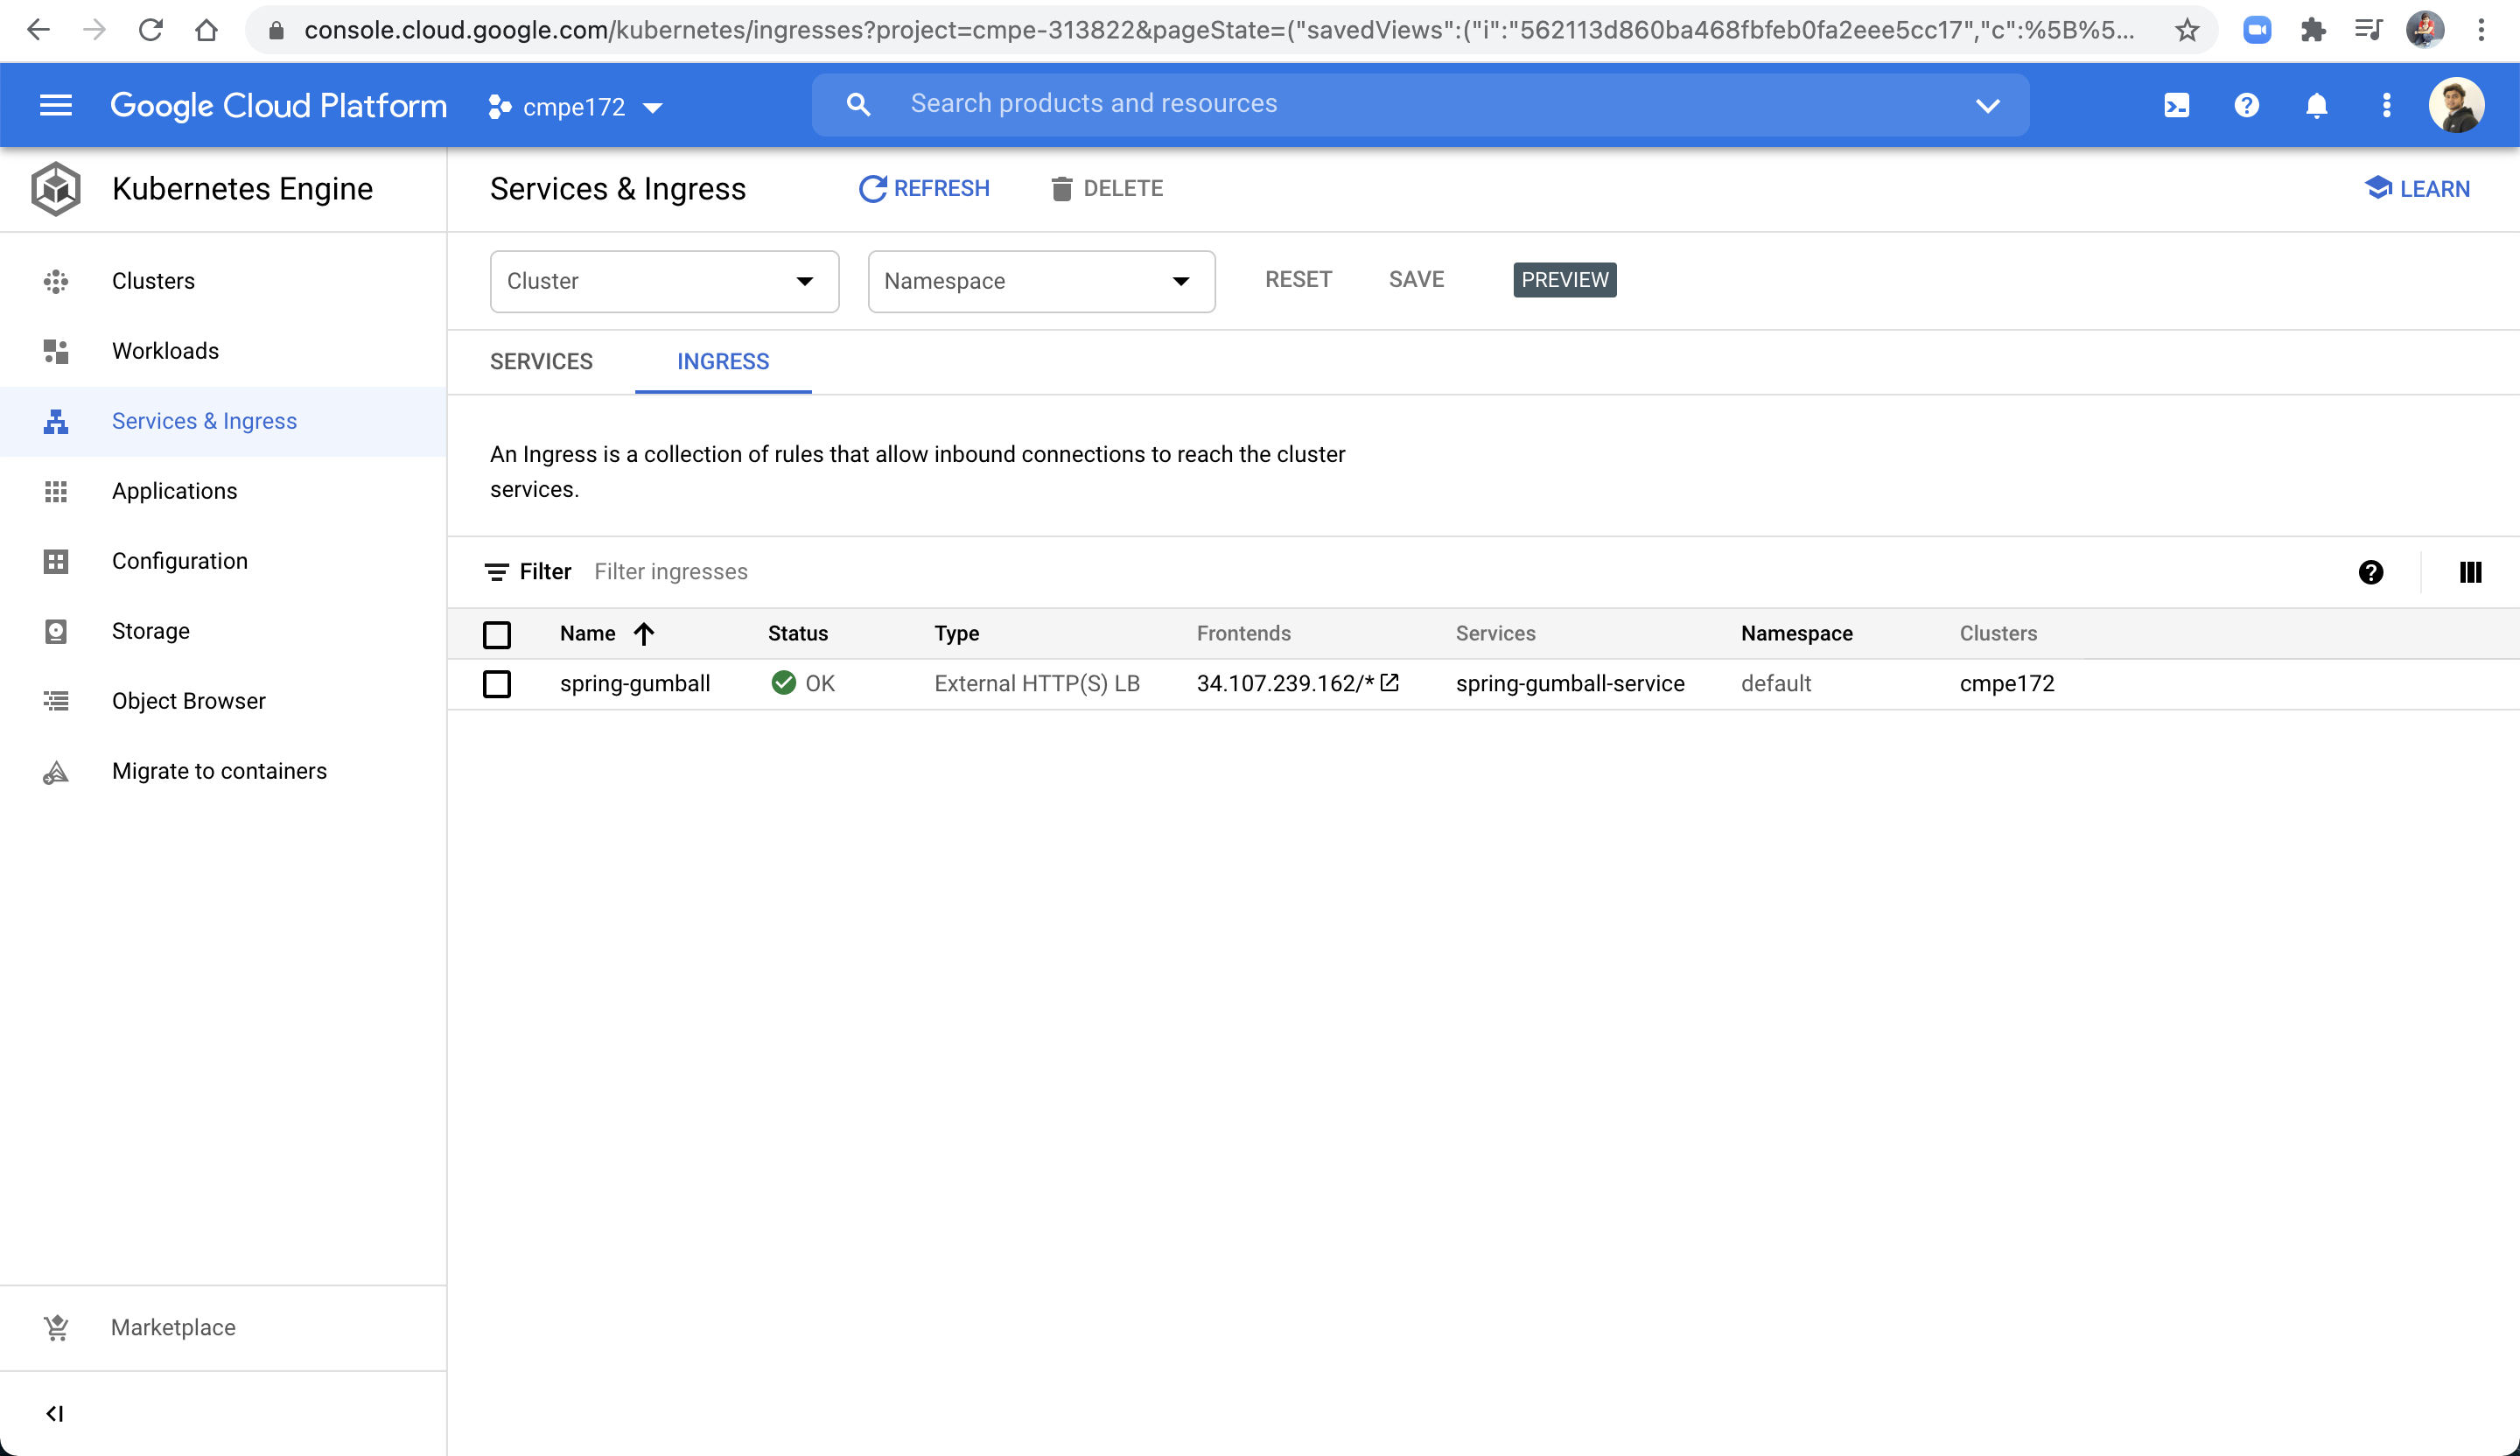 console.cloud.google.com/kubernetes/ingresses?project=cmpe-313822&pageState=("savedViews":("i":"562113d860ba468fbfeb0fa2eee5cc17","c":%5B%5...
Google Cloud Platform
cmpe172
Search products and resources
Kubernetes Engine
Services & Ingress
REFRESH
DELETE
LEARN
Clusters
Workloads
Services & Ingress
Applications
Configuration
Storage
Object Browser
Migrate to containers
Marketplace
Cluster
Namespace
RESET
SAVE
PREVIEW
SERVICES
INGRESS
An Ingress is a collection of rules that allow inbound connections to reach the cluster
services.
Filter Filter ingresses
Name Status Type Frontends Services Namespace Clusters
spring-gumball OK External HTTP(S) LB 34.107.239.162/* spring-gumball-service default cmpe172